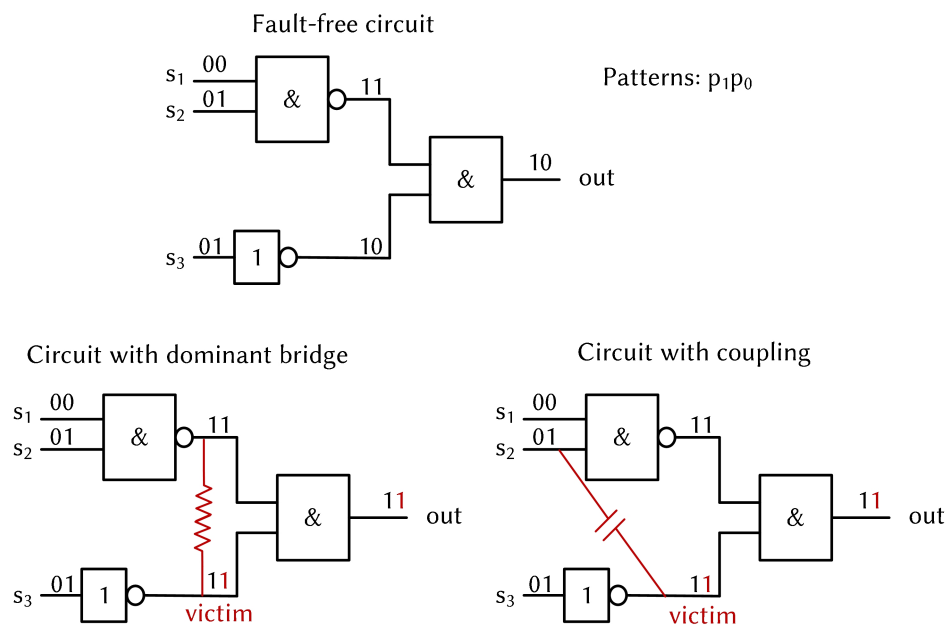 Fault-free circuit
Patterns: p₁p₀
s₁ 00
s₂ 01
&
11
&
10
out
s₃ 01
1
10
Circuit with dominant bridge
s₁ 00
s₂ 01
&
11
&
11
out
s₃ 01
1
11
victim
Circuit with coupling
s₁ 00
s₂ 01
&
11
&
11
out
s₃ 01
1
11
victim